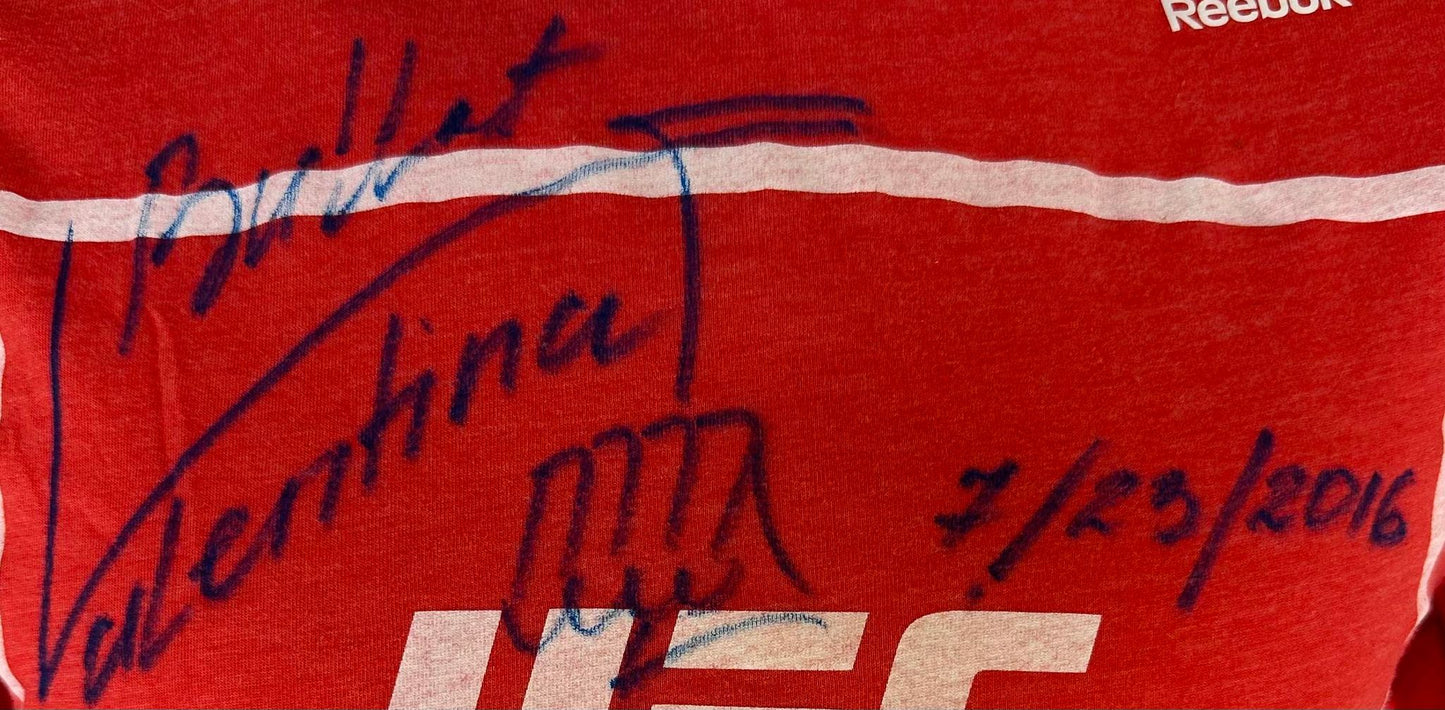 Reebok
Bullet
Valentina
7/23/2016
UFC